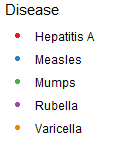 Disease
Hepatitis A
Measles
Mumps
Rubella
Varicella